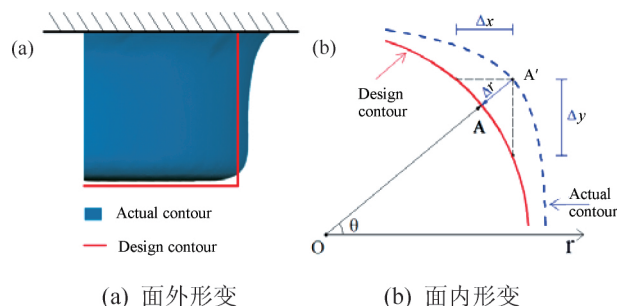 (a)
Actual contour
Design contour
(b)
Δx
Design
contour
A'
Δr
A
Δy
Actual
contour
θ
O
r
(a) 面外形变
(b) 面内形变